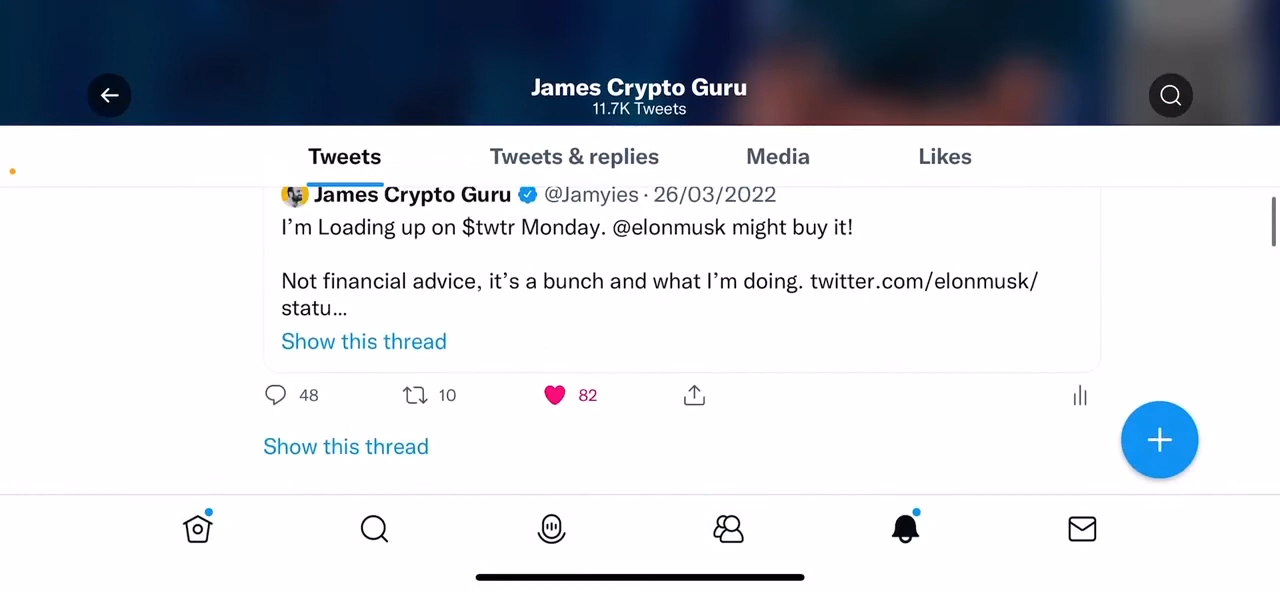 James Crypto Guru
11.7K Tweets
Tweets
Tweets & replies
Media
Likes
James Crypto Guru @Jamyies · 26/03/2022
I’m Loading up on $twtr Monday. @elonmusk might buy it!
Not financial advice, it’s a bunch and what I’m doing. twitter.com/elonmusk/
statu...
Show this thread
48
10
82
Show this thread